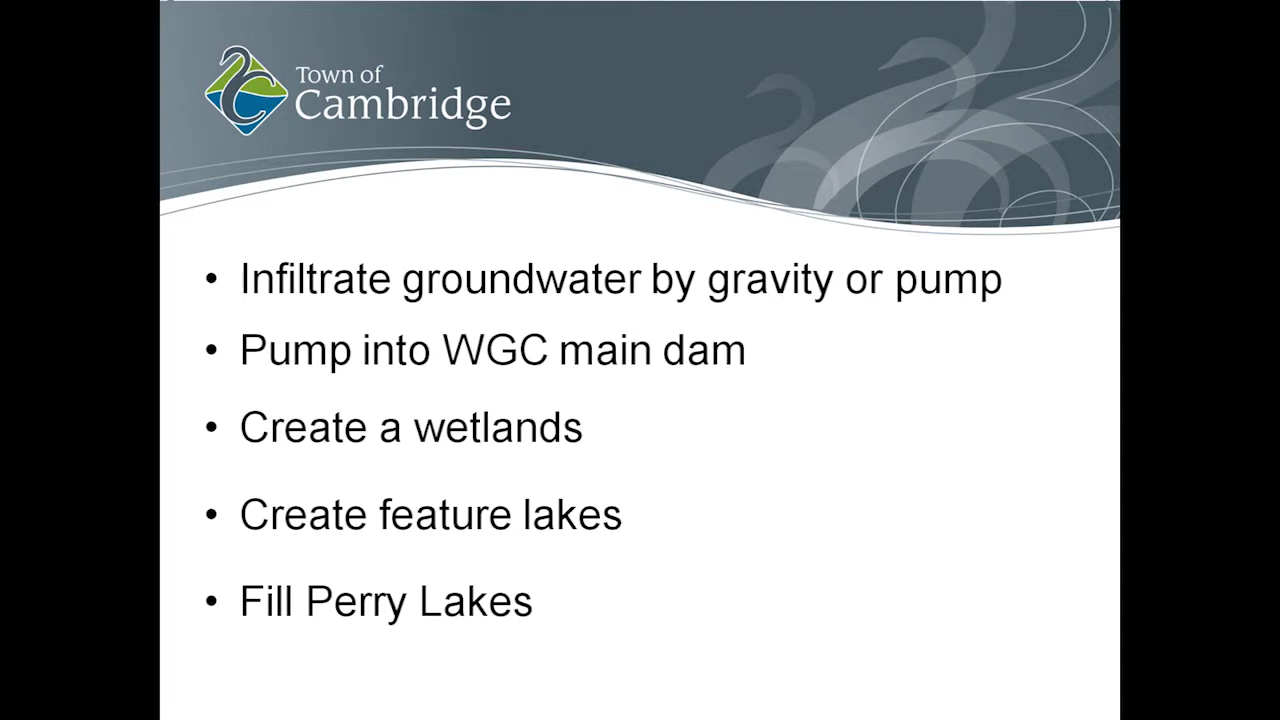 Town of
Cambridge
• Infiltrate groundwater by gravity or pump
• Pump into WGC main dam
• Create a wetlands
• Create feature lakes
• Fill Perry Lakes